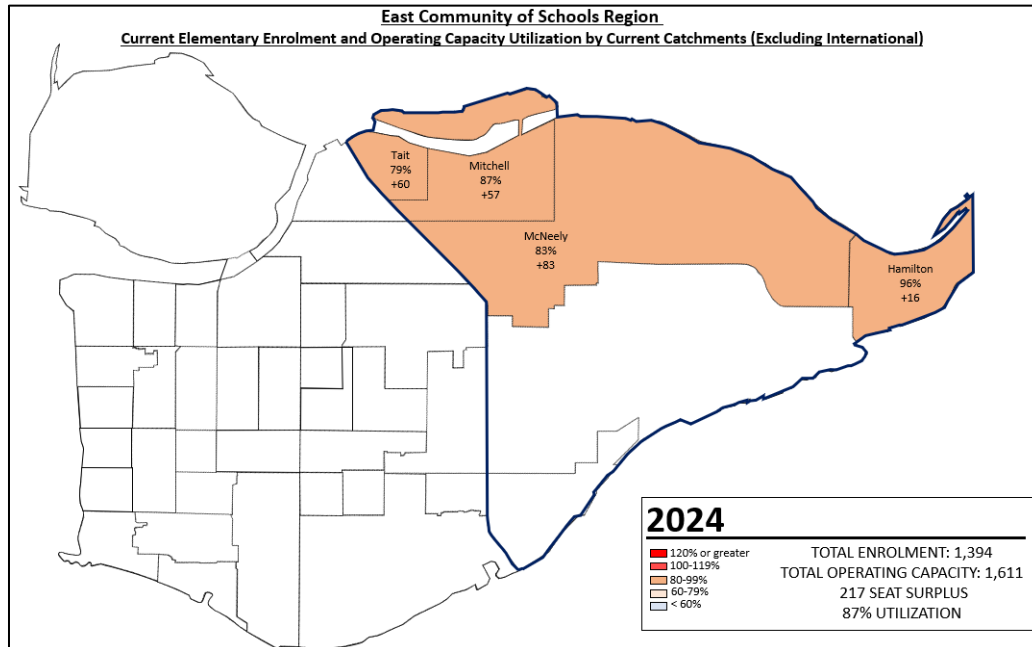 East Community of Schools Region
Current Elementary Enrolment and Operating Capacity Utilization by Current Catchments (Excluding International)
Tait
79%
+60
Mitchell
87%
+57
McNeely
83%
+83
Hamilton
96%
+16
2024
120% or greater
100-119%
80-99%
60-79%
< 60%
TOTAL ENROLMENT: 1,394
TOTAL OPERATING CAPACITY: 1,611
217 SEAT SURPLUS
87% UTILIZATION